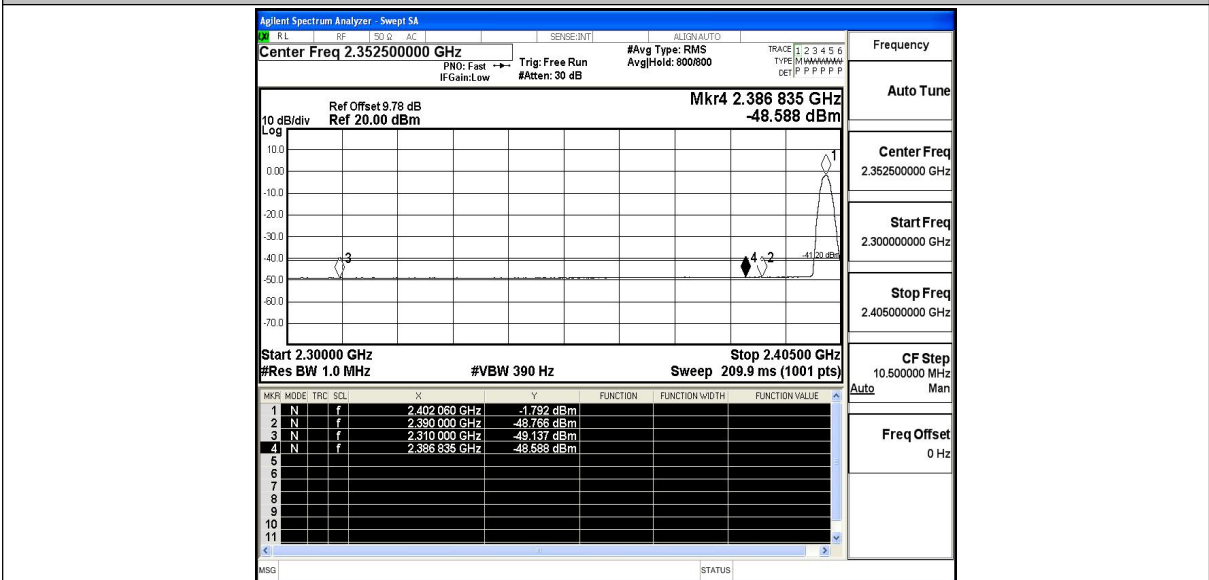 Agilent Spectrum Analyzer - Swept SA
RL RF 50 Ω AC SENSE:INT ALIGN AUTO
Center Freq 2.352500000 GHz
PNO: Fast
IFGain:Low
Trig: Free Run
#Atten: 30 dB
#Avg Type: RMS
Avg|Hold: 800/800
TRACE 1 2 3 4 5 6
TYPE M
DET P P P P P P
Ref Offset 9.78 dB
10 dB/div Ref 20.00 dBm
Log
Mkr4 2.386 835 GHz
-48.588 dBm
10.0
0.00
-10.0
-20.0
-30.0
-40.0
-50.0
-60.0
-70.0
1
3
4 2
-41.20 dBm
Start 2.30000 GHz Stop 2.40500 GHz
#Res BW 1.0 MHz #VBW 390 Hz Sweep 209.9 ms (1001 pts)
MKR MODE TRC SCL X Y FUNCTION FUNCTION WIDTH FUNCTION VALUE
1 N f 2.402 060 GHz -1.792 dBm
2 N f 2.390 000 GHz -48.766 dBm
3 N f 2.310 000 GHz -49.137 dBm
4 N f 2.386 835 GHz -48.588 dBm
5
6
7
8
9
10
11
MSG STATUS
Frequency
Auto Tune
Center Freq
2.352500000 GHz
Start Freq
2.300000000 GHz
Stop Freq
2.405000000 GHz
CF Step
10.500000 MHz
Auto Man
Freq Offset
0 Hz